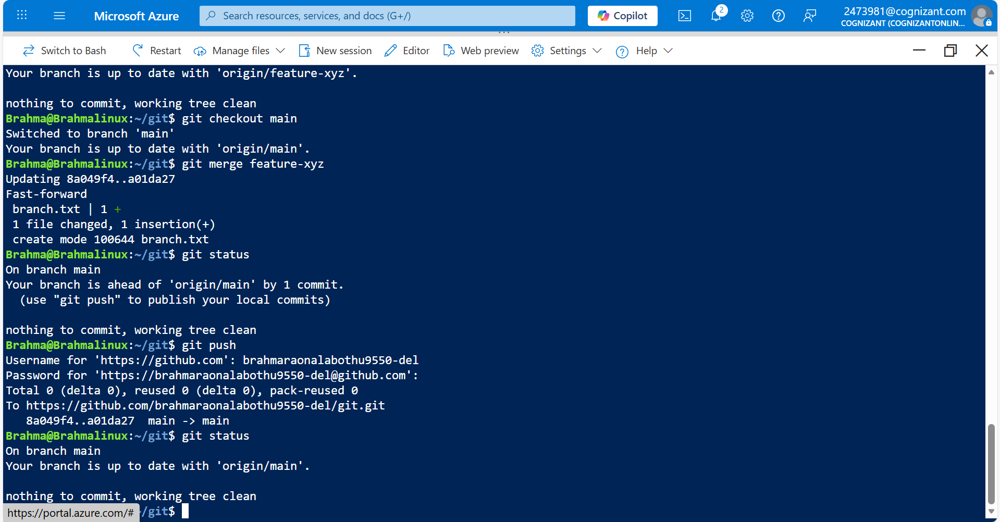 Microsoft Azure
Search resources, services, and docs (G+/)
Copilot
2
2473981@cognizant.com
COGNIZANT (COGNIZANTONLIN...
Switch to Bash
Restart
Manage files
New session
Editor
Web preview
Settings
Help
Your branch is up to date with 'origin/feature-xyz'.
nothing to commit, working tree clean
Brahma@Brahmalinux:~/git$ git checkout main
Switched to branch 'main'
Your branch is up to date with 'origin/main'.
Brahma@Brahmalinux:~/git$ git merge feature-xyz
Updating 8a049f4..a01da27
Fast-forward
branch.txt | 1 +
1 file changed, 1 insertion(+)
create mode 100644 branch.txt
Brahma@Brahmalinux:~/git$ git status
On branch main
Your branch is ahead of 'origin/main' by 1 commit.
(use "git push" to publish your local commits)
nothing to commit, working tree clean
Brahma@Brahmalinux:~/git$ git push
Username for 'https://github.com': brahmaraonalabothu9550-del
Password for 'https://brahmaraonalabothu9550-del@github.com':
Total 0 (delta 0), reused 0 (delta 0), pack-reused 0
To https://github.com/brahmaraonalabothu9550-del/git.git
8a049f4..a01da27  main -> main
Brahma@Brahmalinux:~/git$ git status
On branch main
Your branch is up to date with 'origin/main'.
nothing to commit, working tree clean
https://portal.azure.com/# /git$